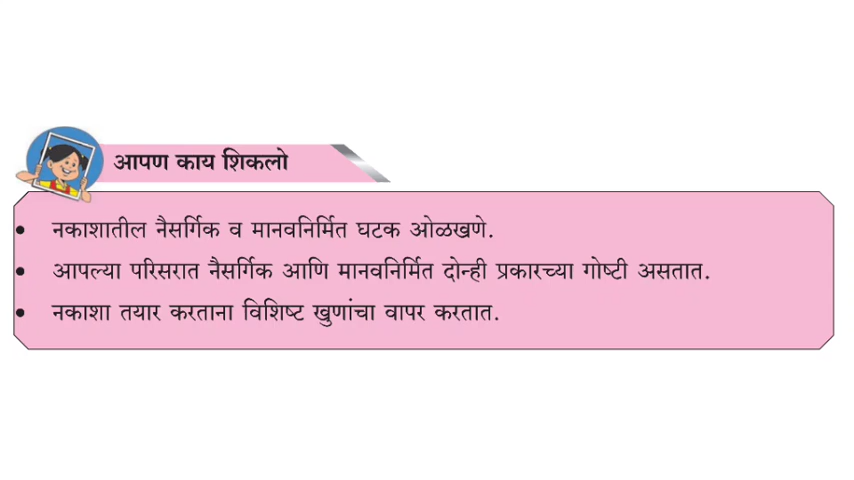 आपण काय शिकलो
• नकाशातील नैसर्गिक व मानवनिर्मित घटक ओळखणे.
• आपल्या परिसरात नैसर्गिक आणि मानवनिर्मित दोन्ही प्रकारच्या गोष्टी असतात.
• नकाशा तयार करताना विशिष्ट खुणांचा वापर करतात.